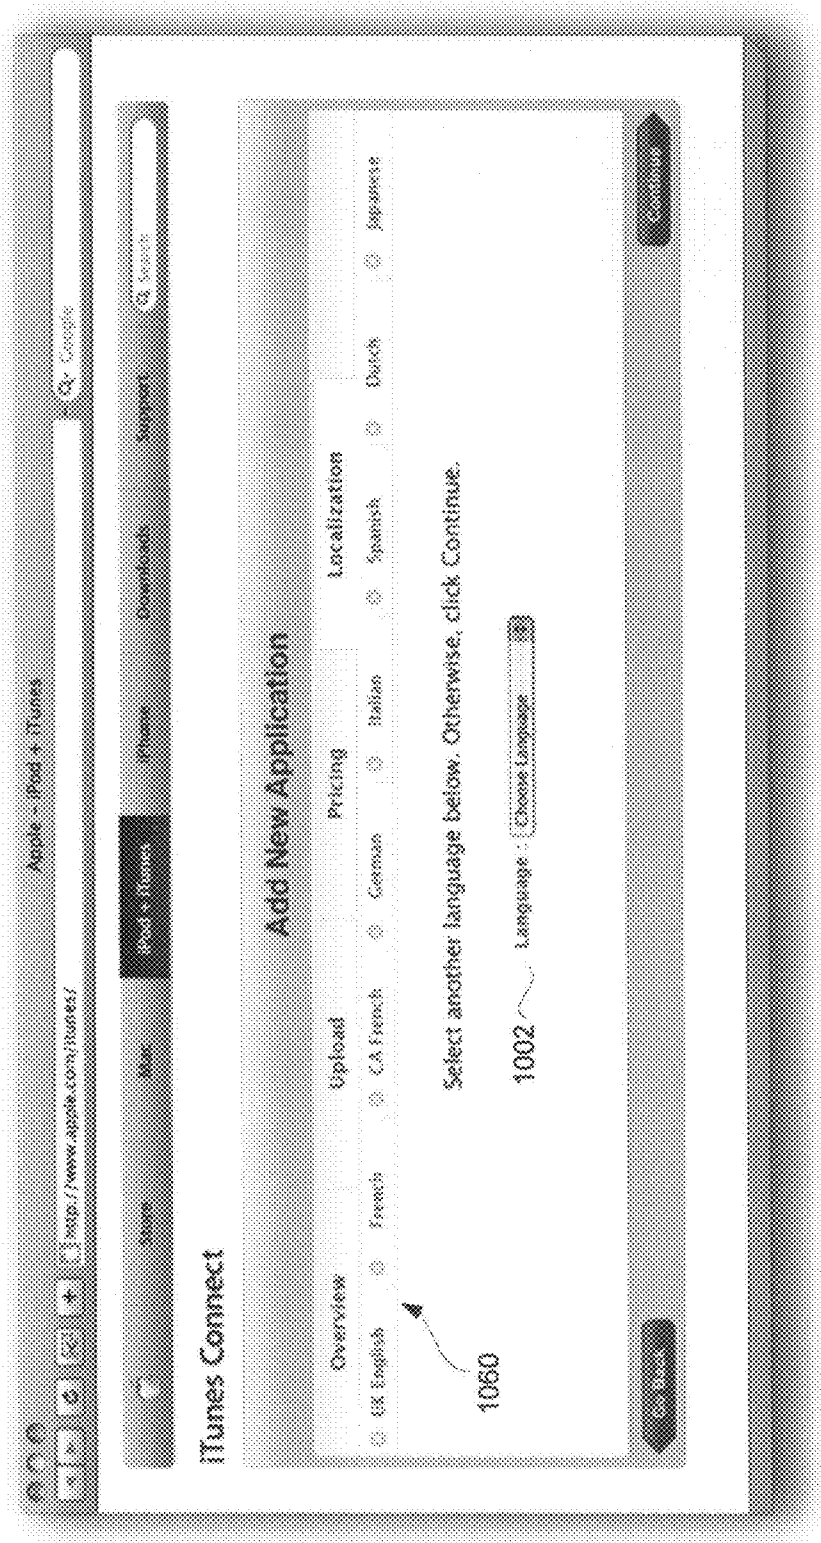 Apple – iPod + iTunes
http://www.apple.com/itunes/
Google
Store Mac iPod + iTunes iPhone Downloads Support Search
iTunes Connect
Add New Application
Overview Upload Pricing Localization
UK English French CA French German Italian Spanish Dutch Japanese
1060
Select another language below. Otherwise, click Continue.
1002 Language : Choose Language
Go Back Continue